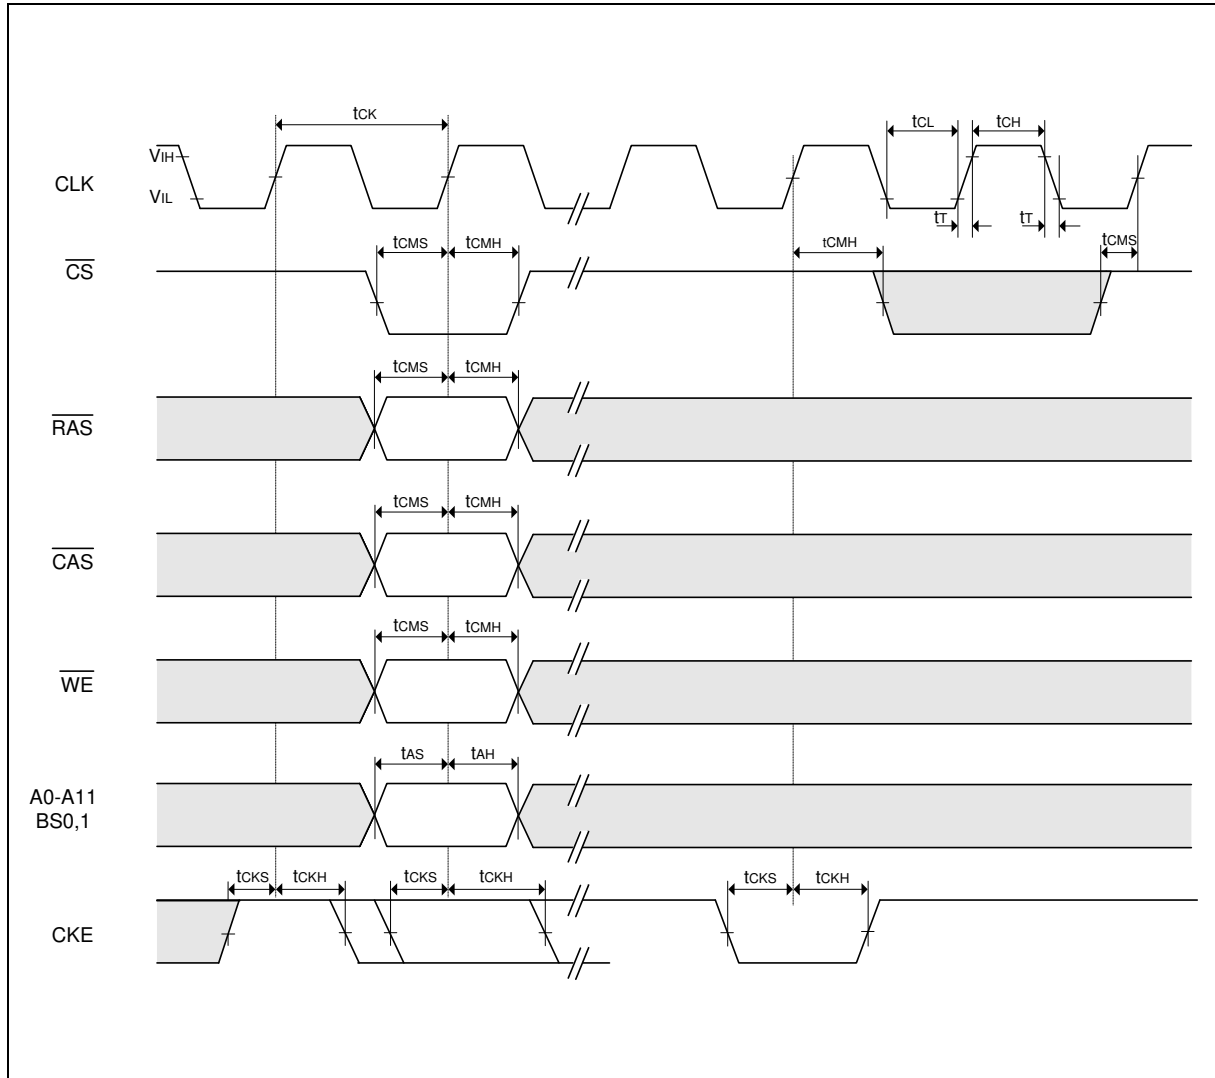 tCK
tCL
tCH
VIH
CLK
VIL
tT
tT
tCMS
tCMH
tCMH
tCMS
CS
tCMS
tCMH
RAS
tCMS
tCMH
CAS
tCMS
tCMH
WE
tAS
tAH
A0-A11
BS0,1
tCKS
tCKH
tCKS
tCKH
tCKS
tCKH
CKE